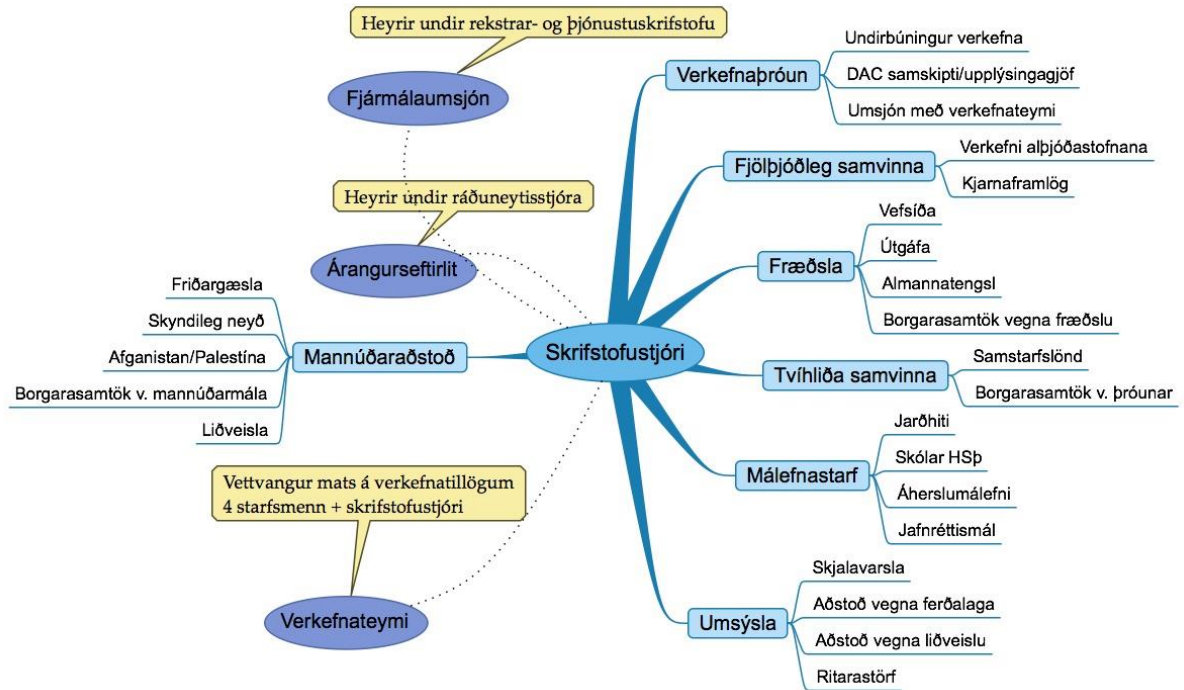 Heyrir undir rekstrar- og þjónustuskrifstofu
Fjármálaumsjón
Heyrir undir ráðuneytisstjóra
Árangurseftirlit
Friðargæsla
Skyndileg neyð
Afganistan/Palestína
Borgarasamtök v. mannúðarmála
Liðveisla
Mannúðaraðstoð
Vettvangur mats á verkefnatillögum
4 starfsmenn + skrifstofustjóri
Verkefnateymi
Skrifstofustjóri
Verkefnaþróun
Undirbúningur verkefna
DAC samskipti/upplýsingagjöf
Umsjón með verkefnateymi
Fjölþjóðleg samvinna
Verkefni alþjóðastofnana
Kjarnaframlög
Fræðsla
Vefsíða
Útgáfa
Almannatengsl
Borgarasamtök vegna fræðslu
Tvíhliða samvinna
Samstarfslönd
Borgarasamtök v. þróunar
Málefnastarf
Jarðhiti
Skólar HSþ
Áherslumálefni
Jafnréttismál
Umsýsla
Skjalavarsla
Aðstoð vegna ferðalaga
Aðstoð vegna liðveislu
Ritarastörf